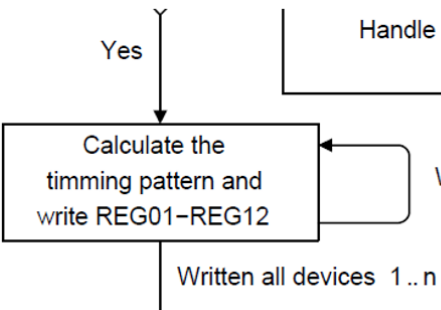 Handle
Yes
Calculate the
timming pattern and
write REG01–REG12
Written all devices 1..n